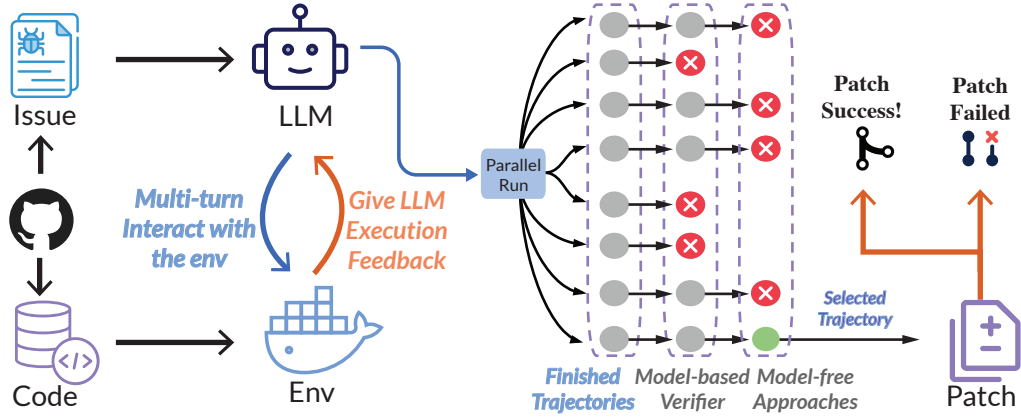 Issue
LLM
Multi-turn
Interact with
the env
Give LLM
Execution
Feedback
Code
Env
Parallel
Run
Finished
Trajectories
Model-based
Verifier
Model-free
Approaches
Selected
Trajectory
Patch
Success!
Patch
Failed
Patch